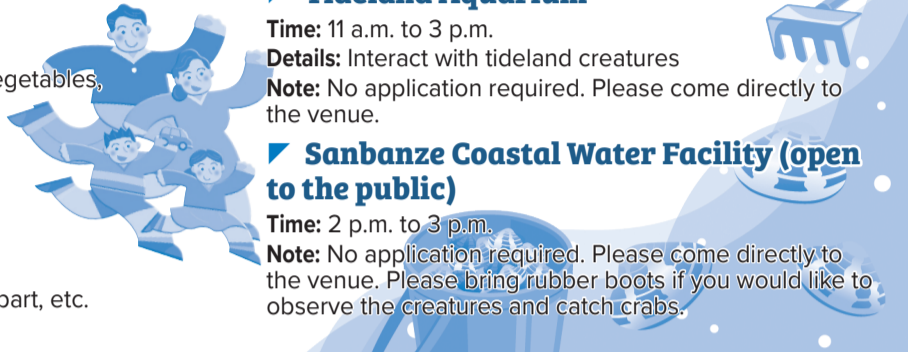 Time: 11 a.m. to 3 p.m.
Details: Interact with tideland creatures
Note: No application required. Please come directly to
the venue.
Sanbanze Coastal Water Facility (open
to the public)
Time: 2 p.m. to 3 p.m.
Note: No application required. Please come directly to
the venue. Please bring rubber boots if you would like to
observe the creatures and catch crabs.
egetables,
part, etc.